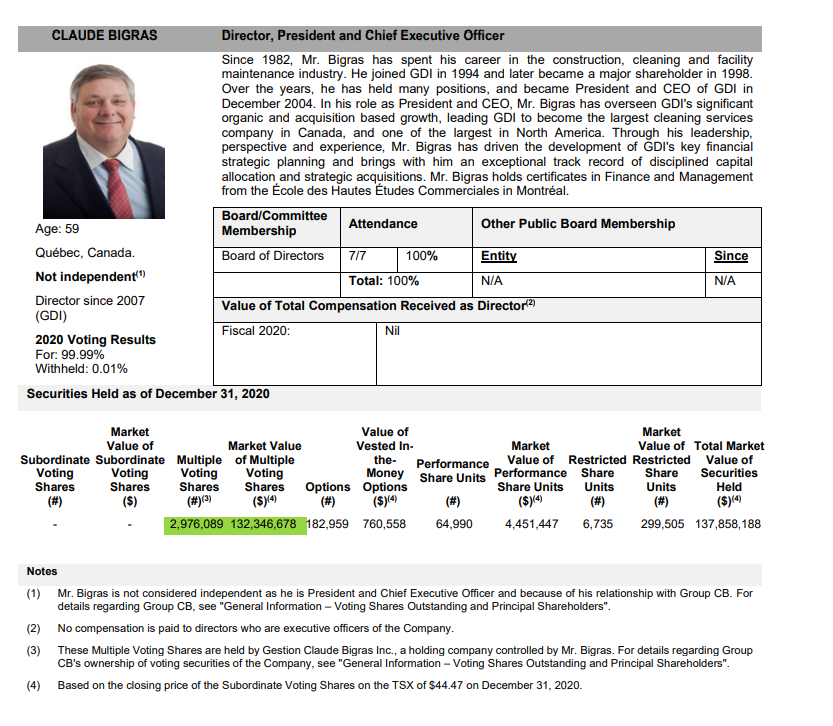 CLAUDE BIGRAS
Director, President and Chief Executive Officer
Since 1982, Mr. Bigras has spent his career in the construction, cleaning and facility
maintenance industry. He joined GDI in 1994 and later became a major shareholder in 1998.
Over the years, he has held many positions, and became President and CEO of GDI in
December 2004. In his role as President and CEO, Mr. Bigras has overseen GDI's significant
organic and acquisition based growth, leading GDI to become the largest cleaning services
company in Canada, and one of the largest in North America. Through his leadership,
perspective and experience, Mr. Bigras has driven the development of GDI's key financial
strategic planning and brings with him an exceptional track record of disciplined capital
allocation and strategic acquisitions. Mr. Bigras holds certificates in Finance and Management
from the École des Hautes Études Commerciales in Montréal.
Age: 59
Québec, Canada.
Not independent(1)
Director since 2007
(GDI)
2020 Voting Results
For: 99.99%
Withheld: 0.01%
Board/Committee
Membership
Attendance
Other Public Board Membership
Board of Directors 7/7 100% Entity Since
Total: 100% N/A N/A
Value of Total Compensation Received as Director(2)
Fiscal 2020: Nil
Securities Held as of December 31, 2020
Subordinate
Voting
Shares
(#)
Market
Value of
Subordinate
Voting
Shares
($)
Multiple
Voting
Shares
(#)(3)
Market Value
of Multiple
Voting
Shares
($)(4)
Options
(#)
Value of
Vested In-
the-
Money
Options
($)(4)
Performance
Share Units
(#)
Market
Value of
Performance
Share Units
($)(4)
Restricted
Share
Units
(#)
Market
Value of
Restricted
Share
Units
(#)
Total Market
Value of
Securities
Held
($)(4)
- - 2,976,089 132,346,678 182,959 760,558 64,990 4,451,447 6,735 299,505 137,858,188
Notes
(1) Mr. Bigras is not considered independent as he is President and Chief Executive Officer and because of his relationship with Group CB. For
details regarding Group CB, see "General Information – Voting Shares Outstanding and Principal Shareholders".
(2) No compensation is paid to directors who are executive officers of the Company.
(3) These Multiple Voting Shares are held by Gestion Claude Bigras Inc., a holding company controlled by Mr. Bigras. For details regarding Group
CB's ownership of voting securities of the Company, see "General Information – Voting Shares Outstanding and Principal Shareholders".
(4) Based on the closing price of the Subordinate Voting Shares on the TSX of $44.47 on December 31, 2020.